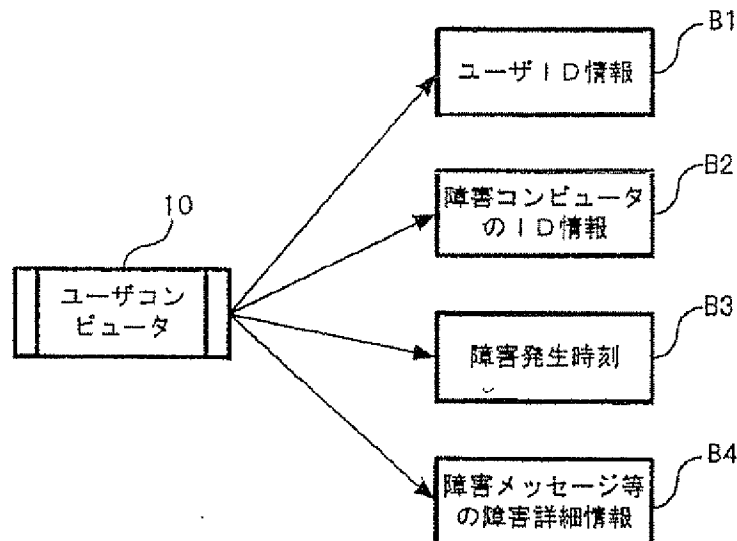 B1
ユーザID情報
B2
障害コンピュータ
のID情報
10
ユーザコン
ピュータ
B3
障害発生時刻
B4
障害メッセージ等
の障害詳細情報